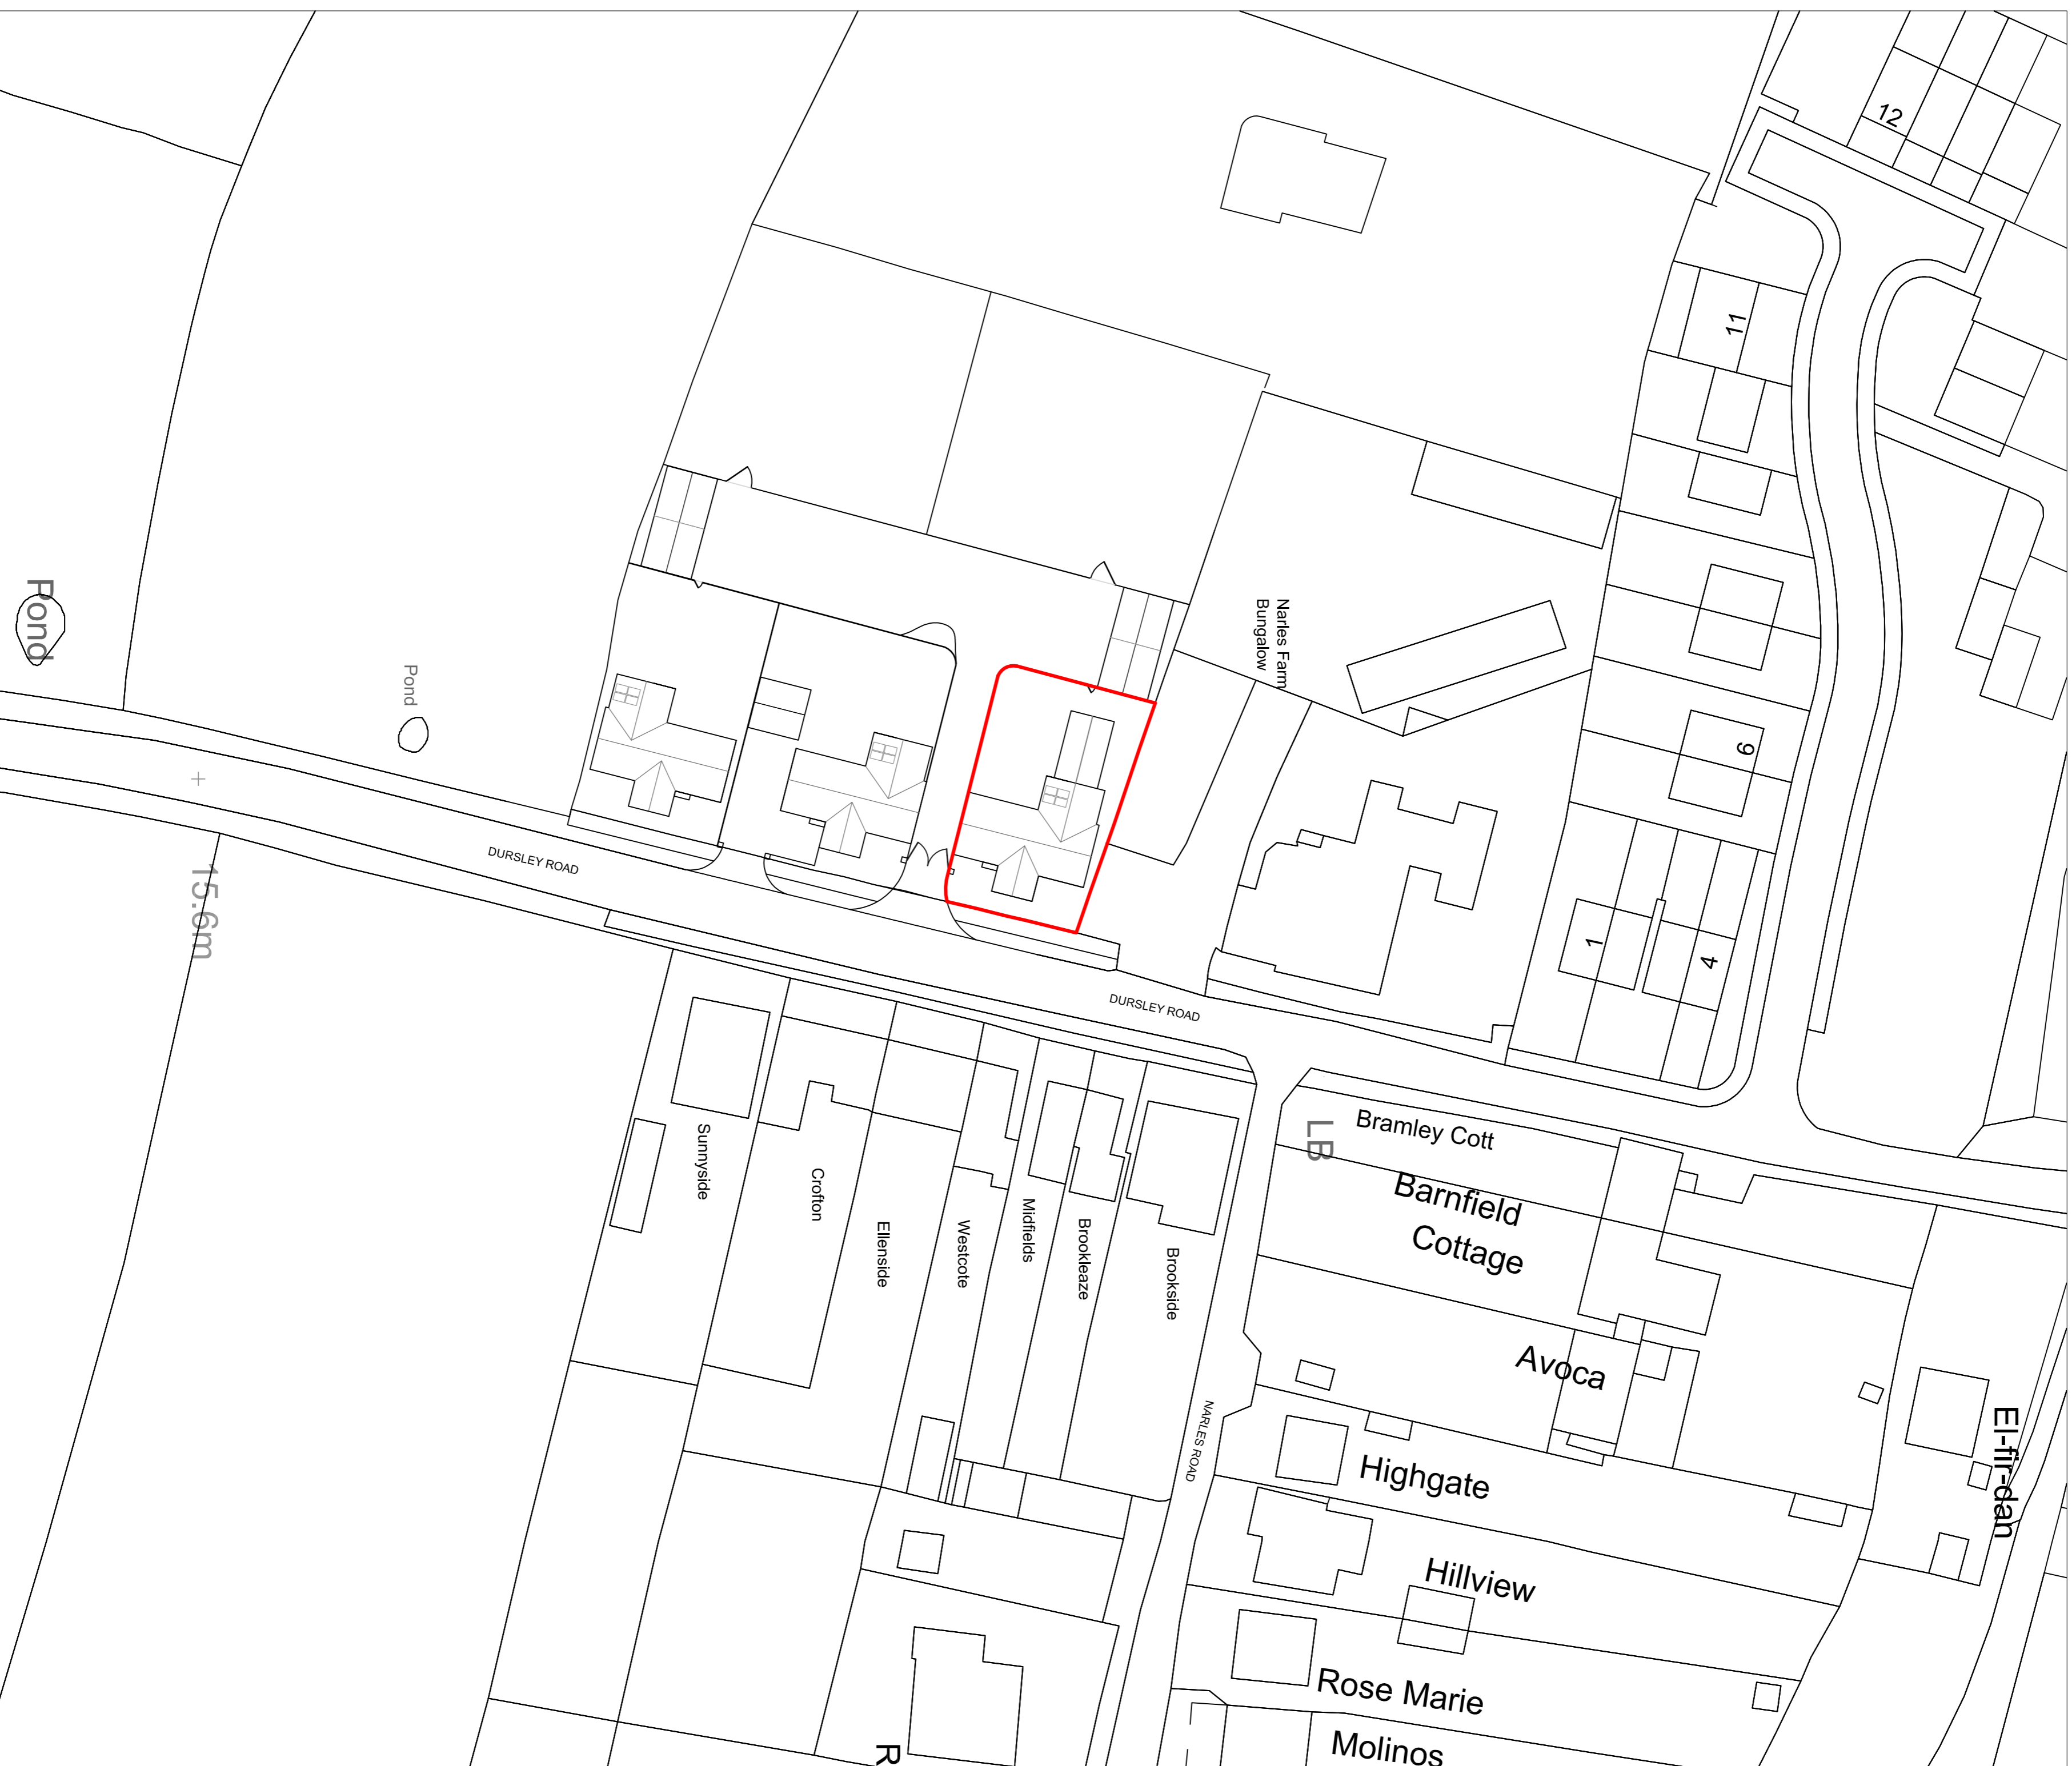 12
11
Pond
Narles Farm
Bungalow
Pond
6
DURSLEY ROAD
15.6m
1
4
DURSLEY ROAD
LB
Bramley Cott
Sunnyside
Crofton
Barnfield
Cottage
Ellenside
Westcote
Midfields
Brookleaze
Brookside
Avoca
NARLES ROAD
El-fir-dan
Highgate
Hillview
Rose Marie
R
Molinos